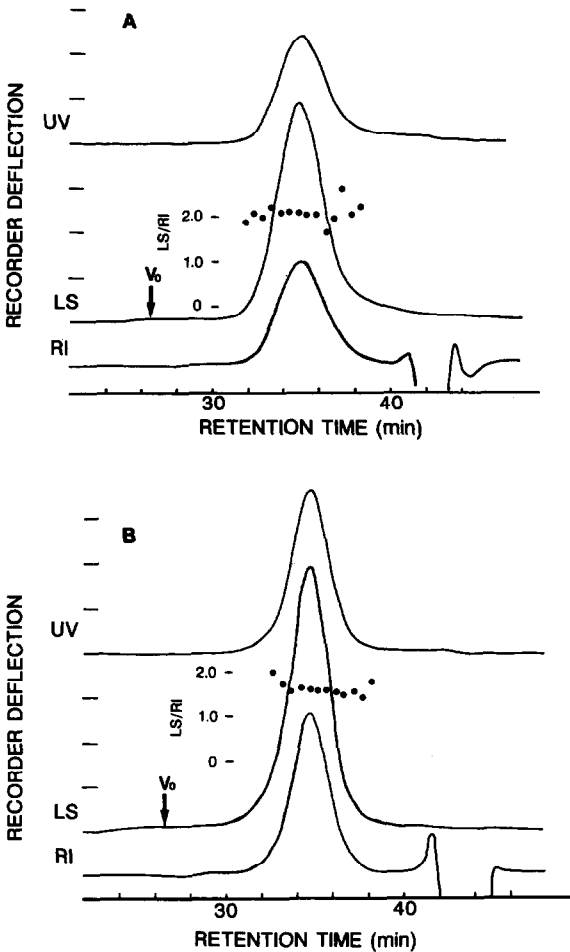 A
RECORDER DEFLECTION
UV
LS/RI
2.0
1.0
0
V₀
LS
RI
30 40
RETENTION TIME (min)
B
RECORDER DEFLECTION
UV
LS/RI
2.0
1.0
0
V₀
LS
RI
30 40
RETENTION TIME (min)